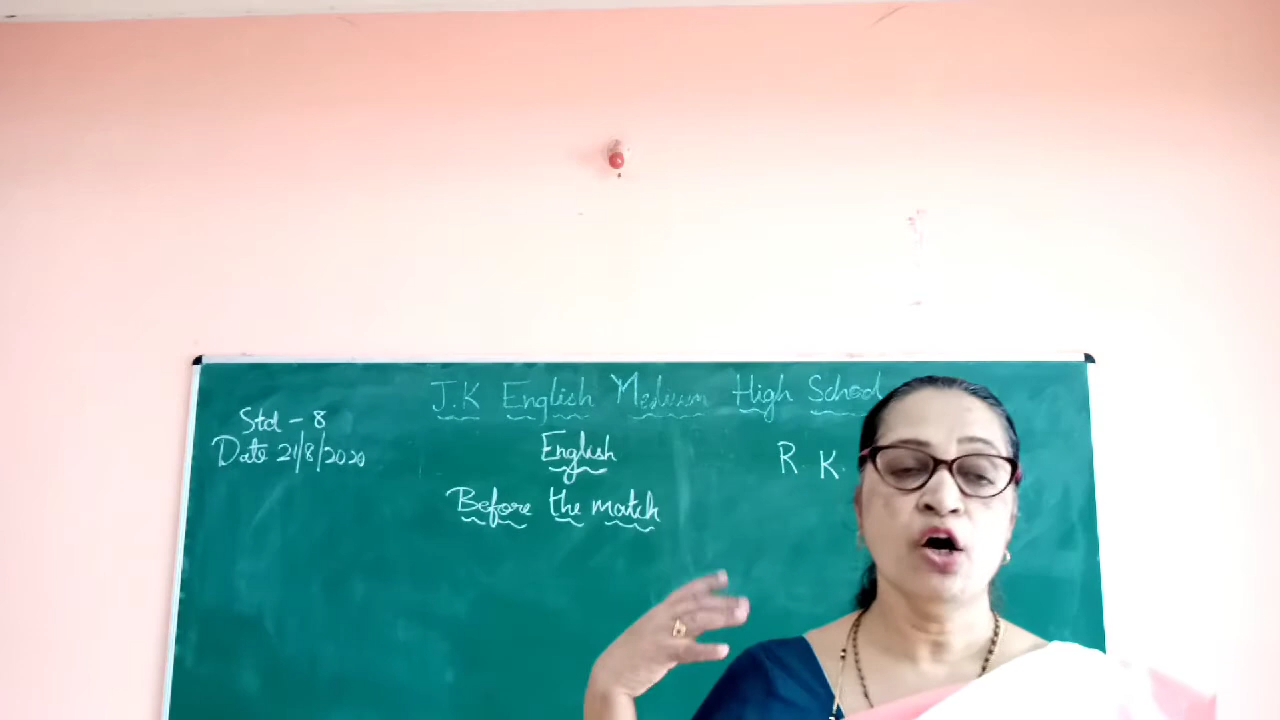 J.K English Medium High School
Std - 8
Date 21/8/2020
English
R. K.
Before the match